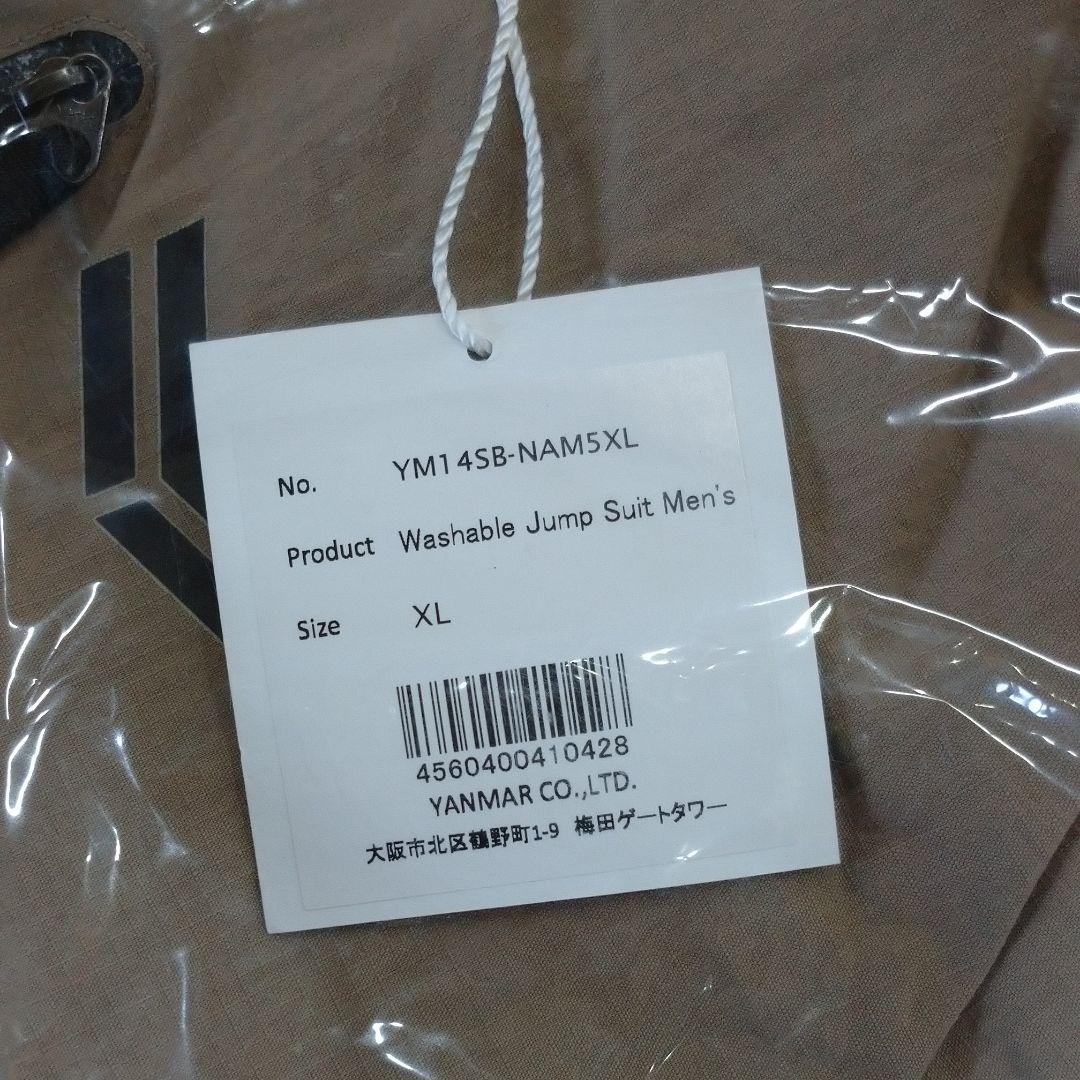 No. YM14SB-NAM5XL
Product Washable Jump Suit Men's
Size XL
4560400410428
YANMAR CO.,LTD.
大阪市北区鶴野町1-9 梅田ゲートタワー